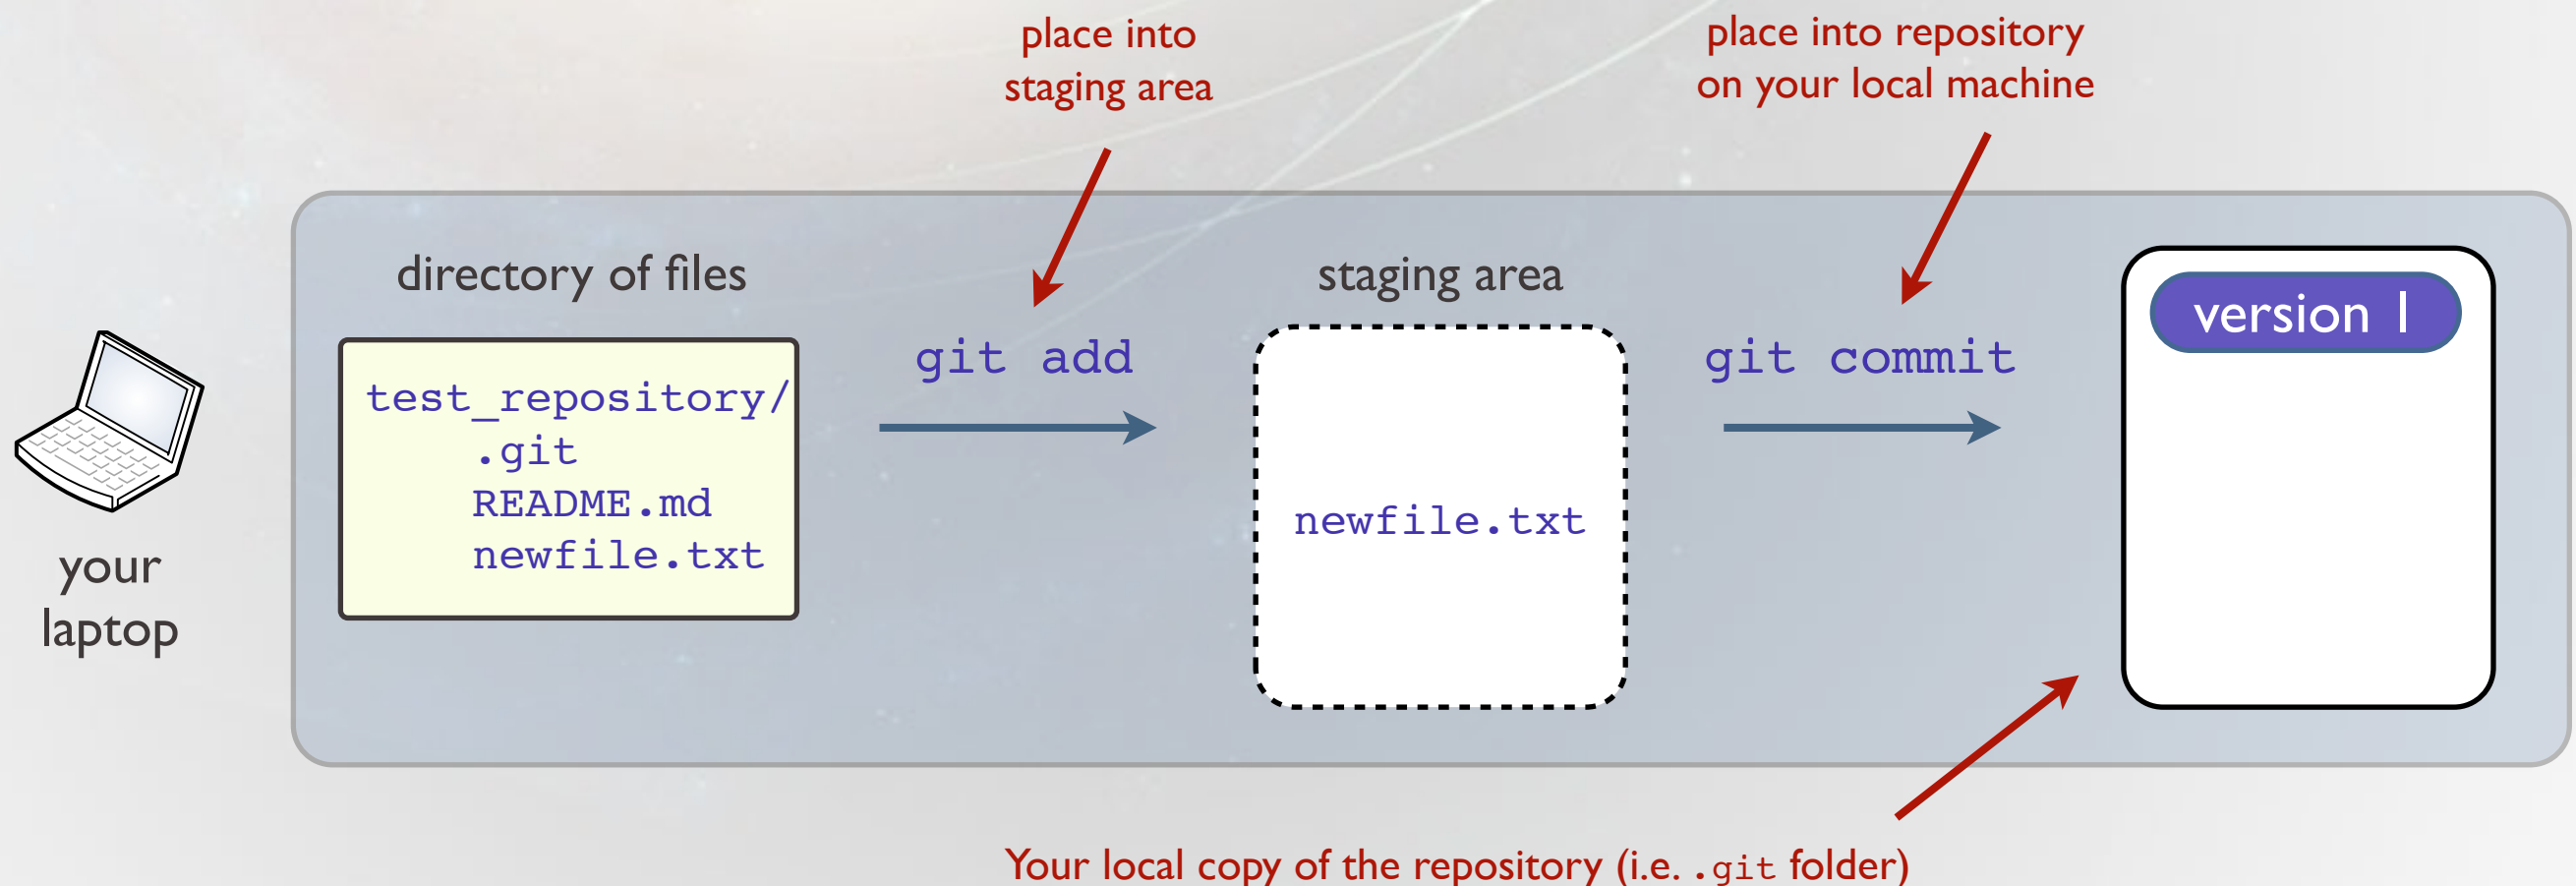 place into
staging area
place into repository
on your local machine
directory of files
staging area
version 1
git add
git commit
test_repository/
.git
README.md
newfile.txt
newfile.txt
your
laptop
Your local copy of the repository (i.e. .git folder)